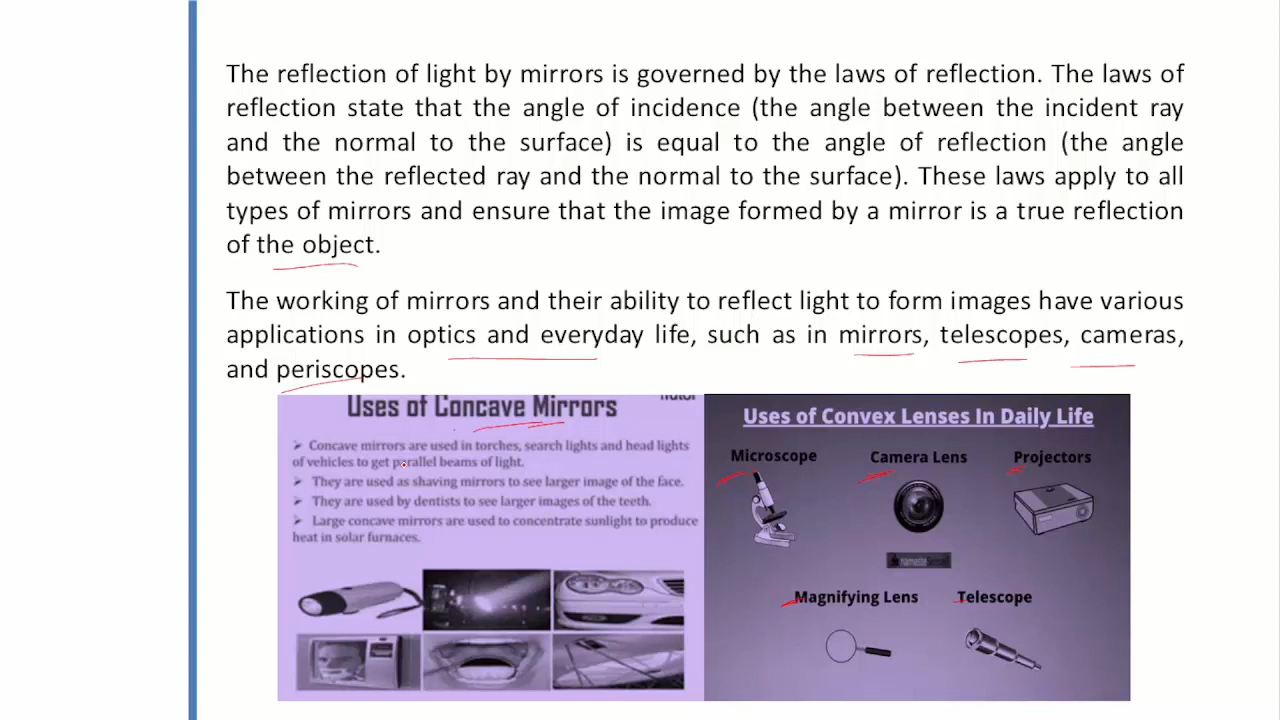 The reflection of light by mirrors is governed by the laws of reflection. The laws of
reflection state that the angle of incidence (the angle between the incident ray
and the normal to the surface) is equal to the angle of reflection (the angle
between the reflected ray and the normal to the surface). These laws apply to all
types of mirrors and ensure that the image formed by a mirror is a true reflection
of the object.
The working of mirrors and their ability to reflect light to form images have various
applications in optics and everyday life, such as in mirrors, telescopes, cameras,
and periscopes.
Uses of Concave Mirrors
➢ Concave mirrors are used in torches, search lights and head lights
of vehicles to get parallel beams of light.
➢ They are used as shaving mirrors to see larger image of the face.
➢ They are used by dentists to see larger images of the teeth.
➢ Large concave mirrors are used to concentrate sunlight to produce
heat in solar furnaces.
Uses of Convex Lenses In Daily Life
Microscope
Camera Lens
Projectors
Magnifying Lens
Telescope